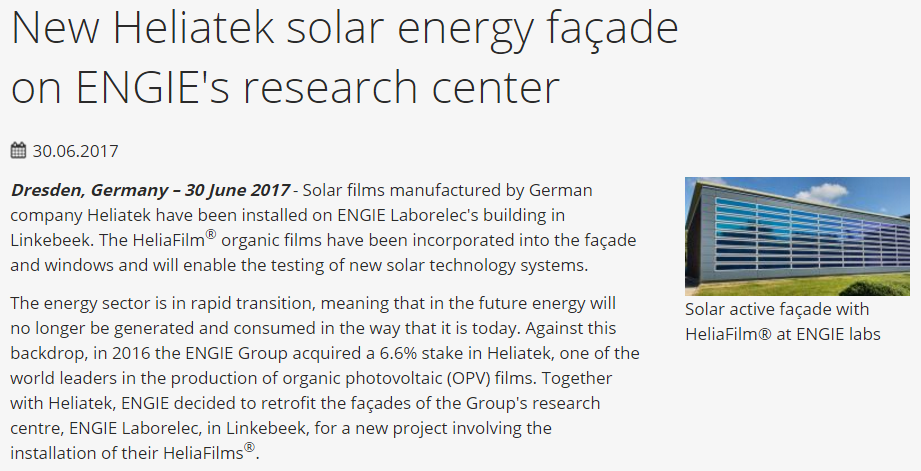 New Heliatek solar energy façade
on ENGIE's research center
30.06.2017
Dresden, Germany – 30 June 2017 - Solar films manufactured by German
company Heliatek have been installed on ENGIE Laborelec's building in
Linkebeek. The HeliaFilm® organic films have been incorporated into the façade
and windows and will enable the testing of new solar technology systems.
The energy sector is in rapid transition, meaning that in the future energy will
no longer be generated and consumed in the way that it is today. Against this
backdrop, in 2016 the ENGIE Group acquired a 6.6% stake in Heliatek, one of the
world leaders in the production of organic photovoltaic (OPV) films. Together
with Heliatek, ENGIE decided to retrofit the façades of the Group's research
centre, ENGIE Laborelec, in Linkebeek, for a new project involving the
installation of their HeliaFilms®.
Solar active façade with
HeliaFilm® at ENGIE labs